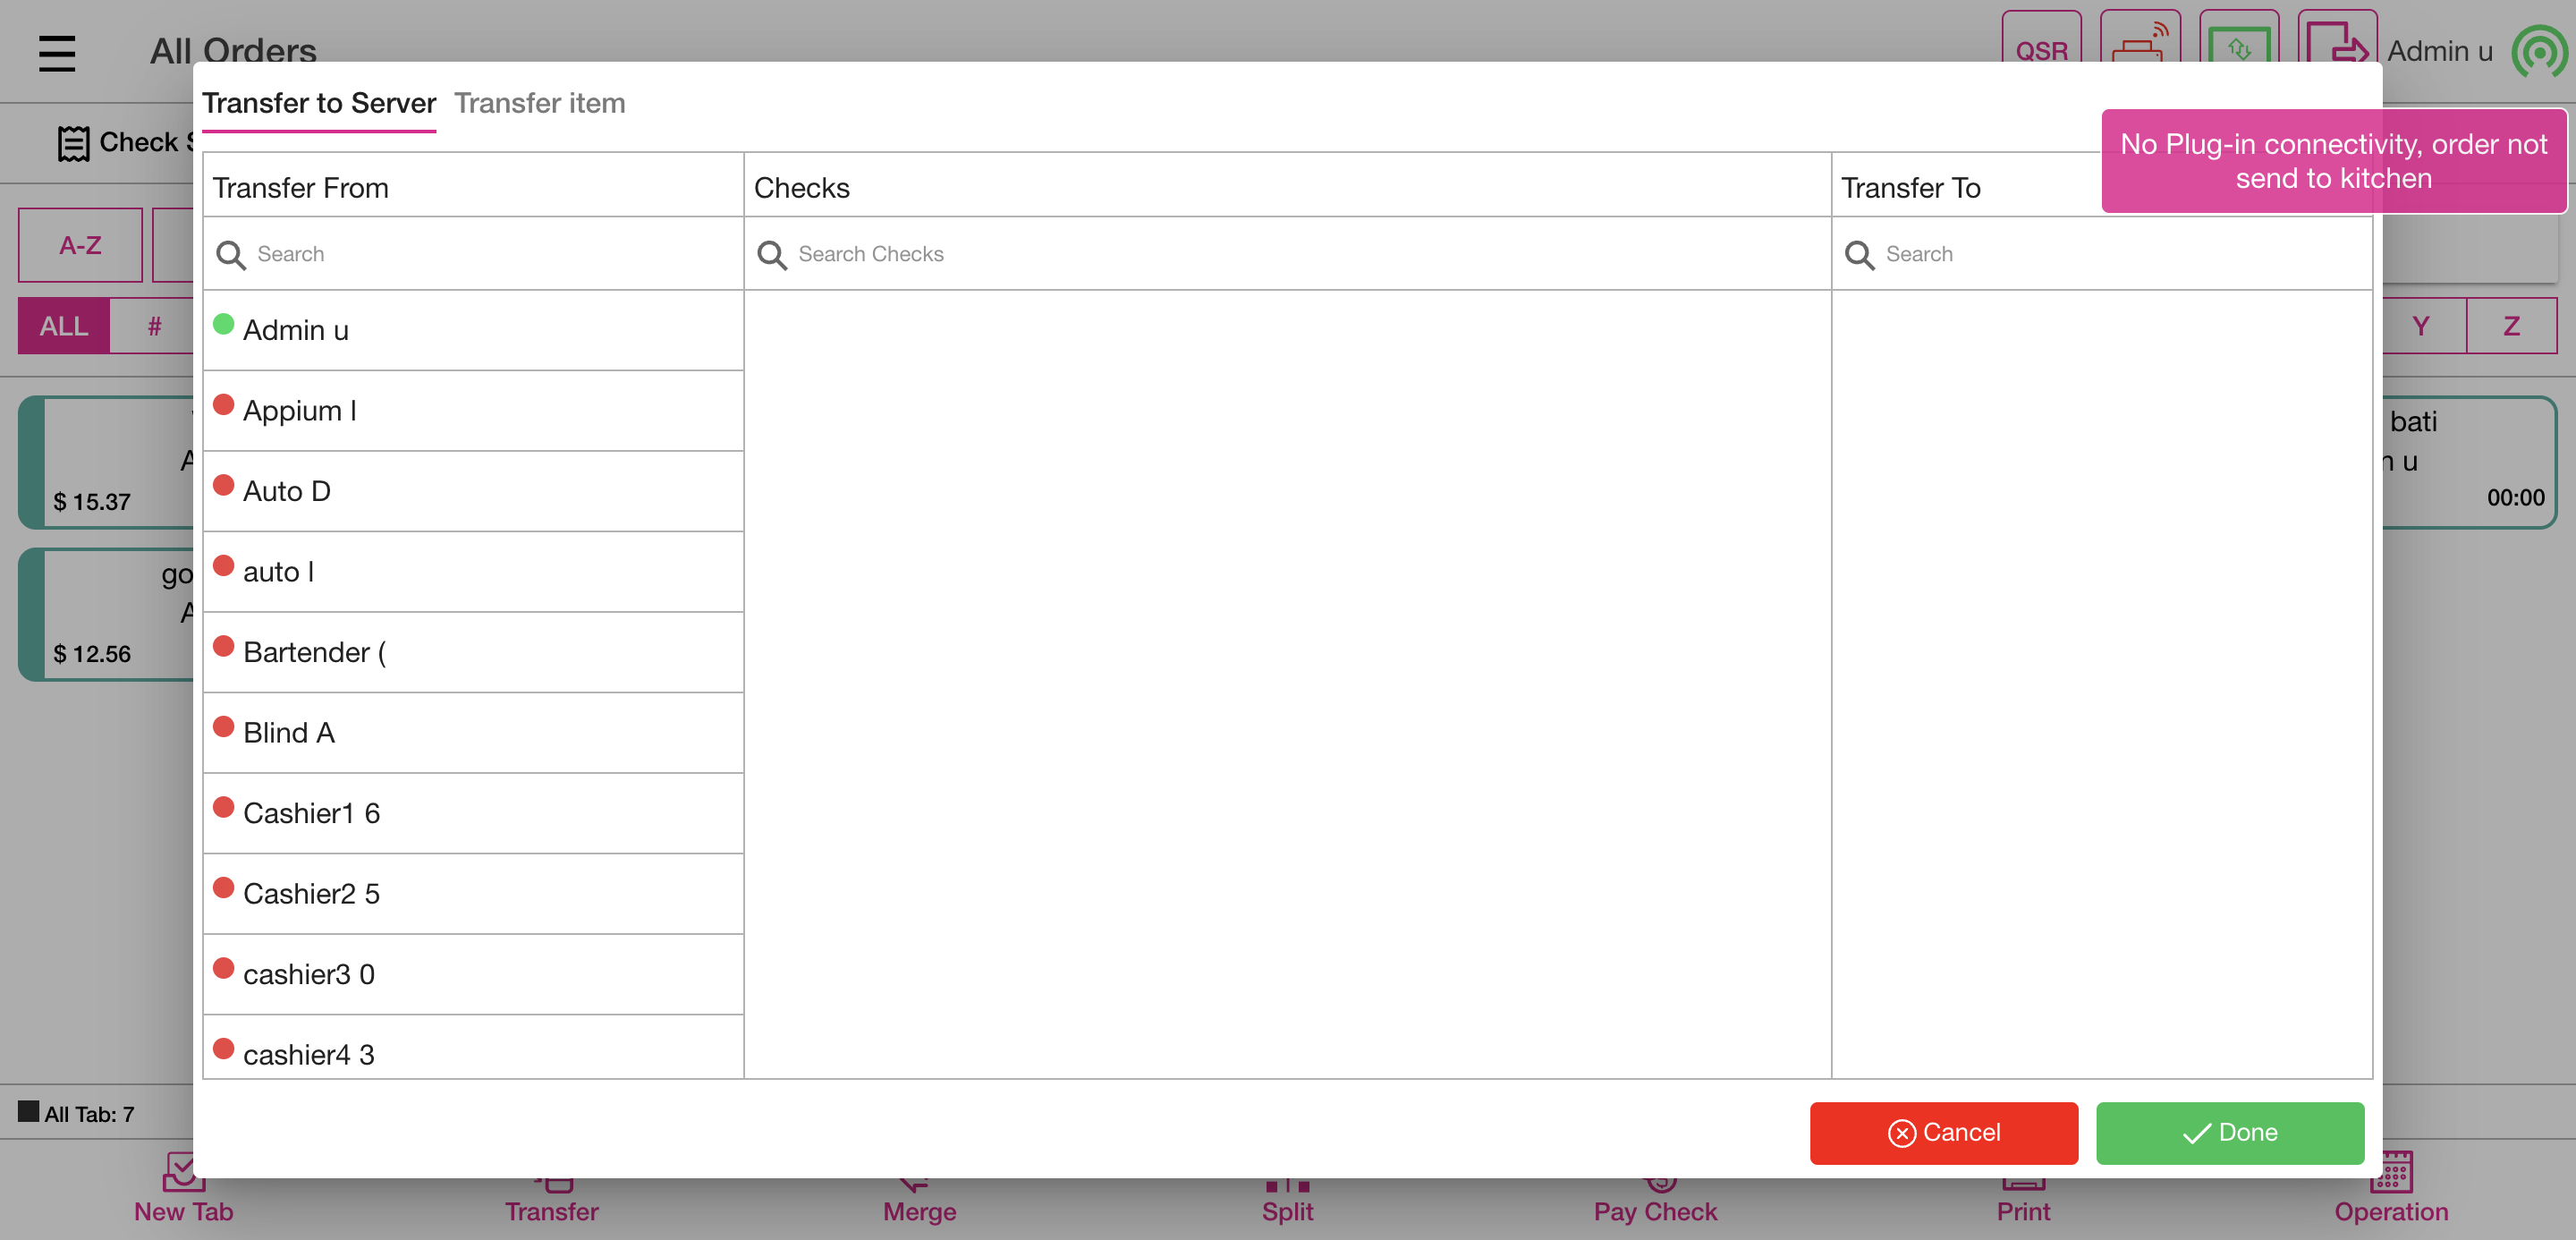 All Orders
QSR
Admin u
Transfer to Server
Transfer item
No Plug-in connectivity, order not
send to kitchen
Check
Transfer From
Checks
Transfer To
A-Z
Search
Search Checks
Search
ALL
#
Y
Z
Admin u
Appium I
Auto D
auto I
Bartender (
Blind A
Cashier1 6
Cashier2 5
cashier3 0
cashier4 3
$ 15.37
bati
u
00:00
go
$ 12.56
All Tab: 7
Cancel
Done
New Tab
Transfer
Merge
Split
Pay Check
Print
Operation